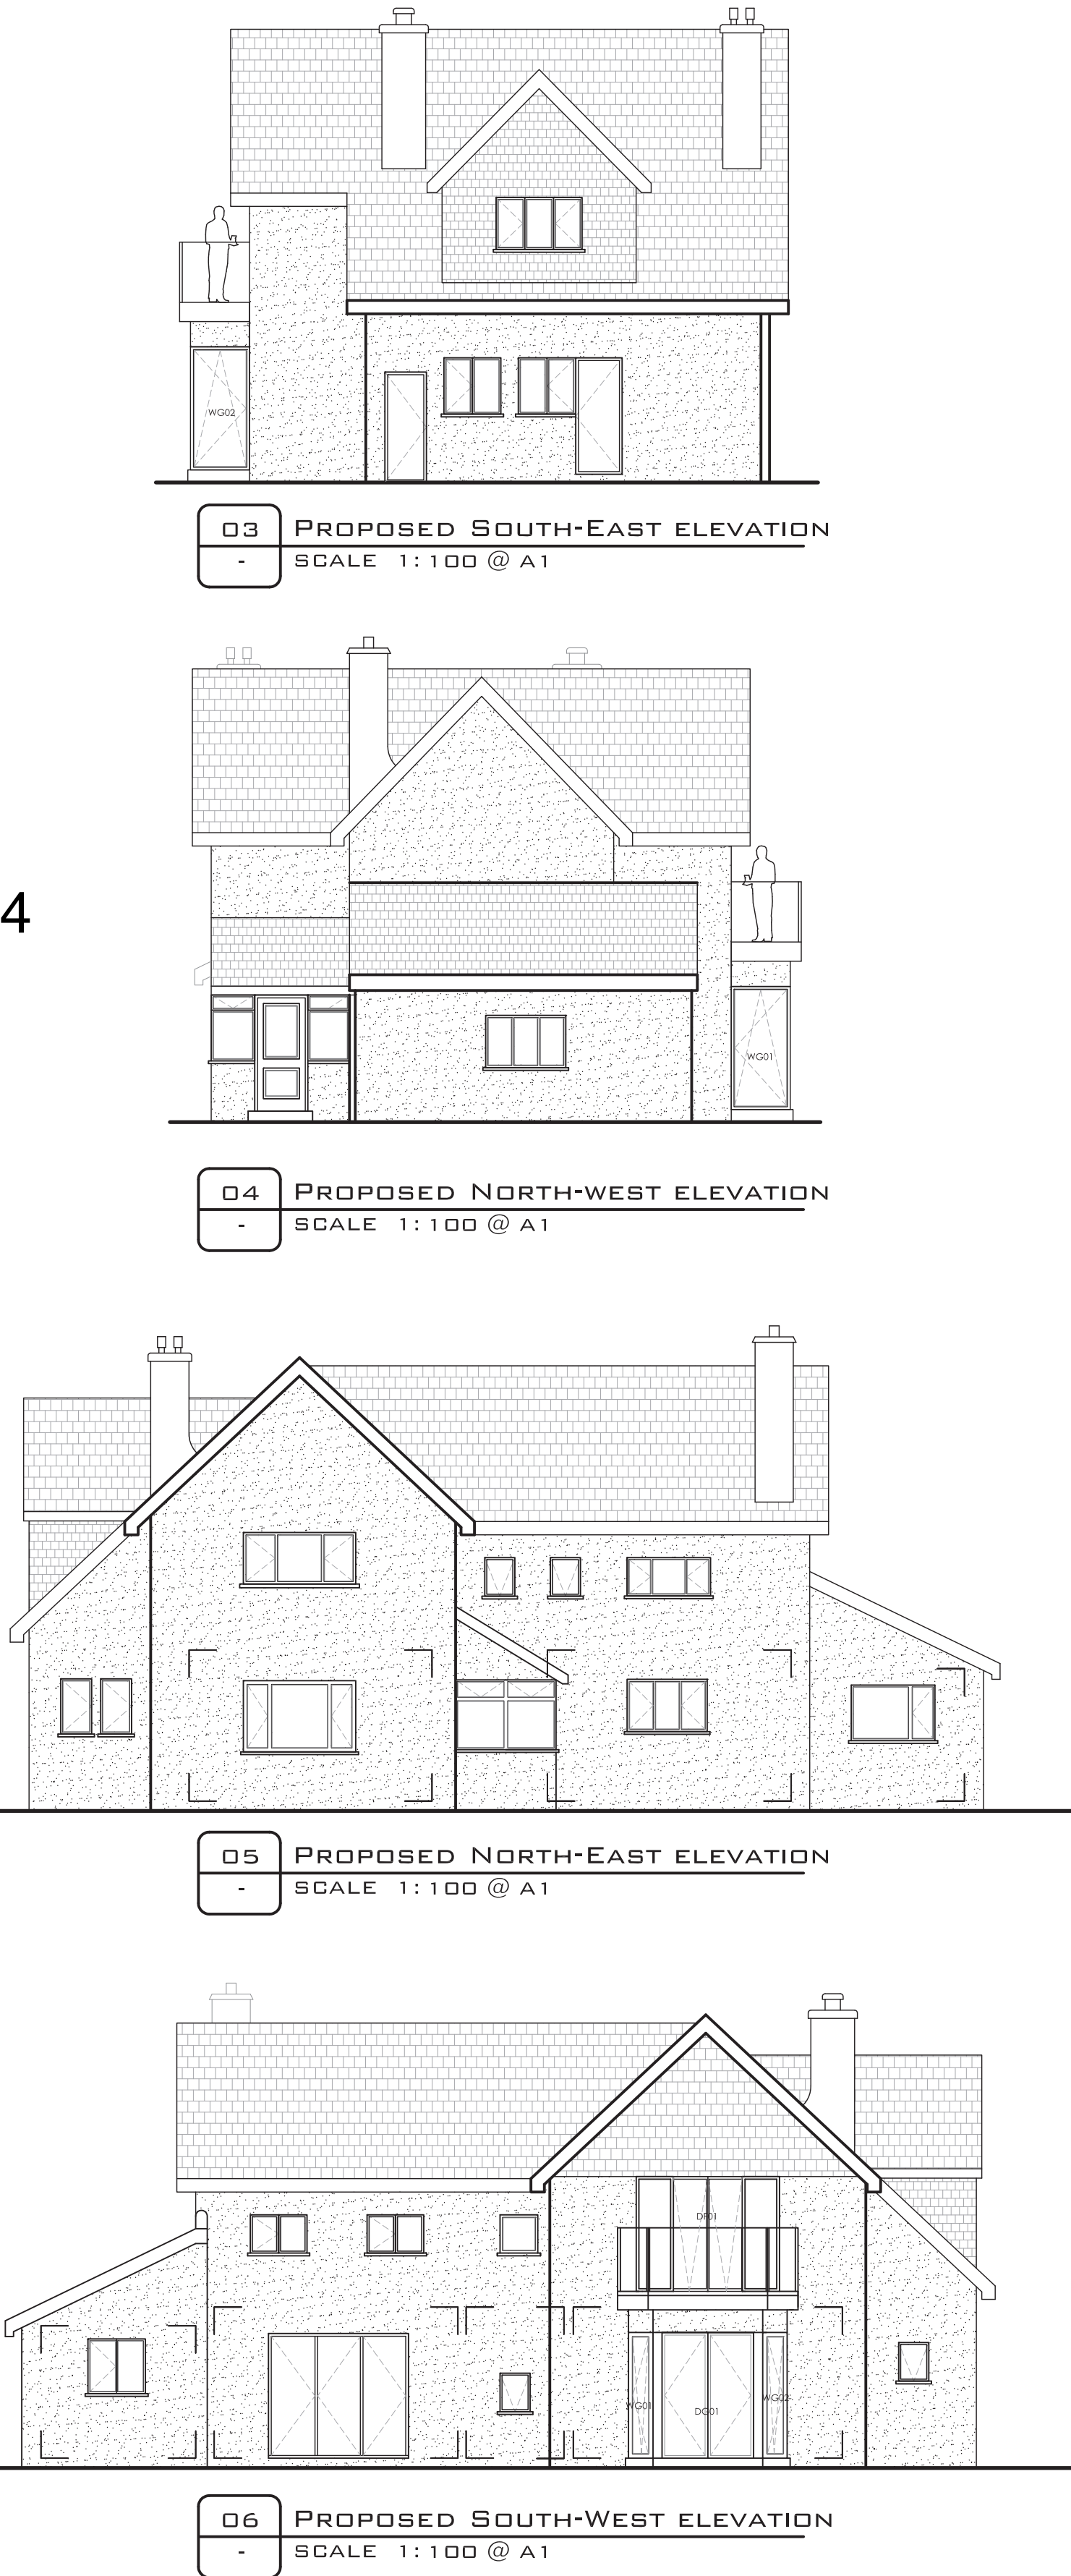 WG02
03 PROPOSED SOUTH-EAST ELEVATION
- SCALE 1:100 @ A1
4
WG01
04 PROPOSED NORTH-WEST ELEVATION
- SCALE 1:100 @ A1
05 PROPOSED NORTH-EAST ELEVATION
- SCALE 1:100 @ A1
DF01
WG01 DG01 WG02
06 PROPOSED SOUTH-WEST ELEVATION
- SCALE 1:100 @ A1